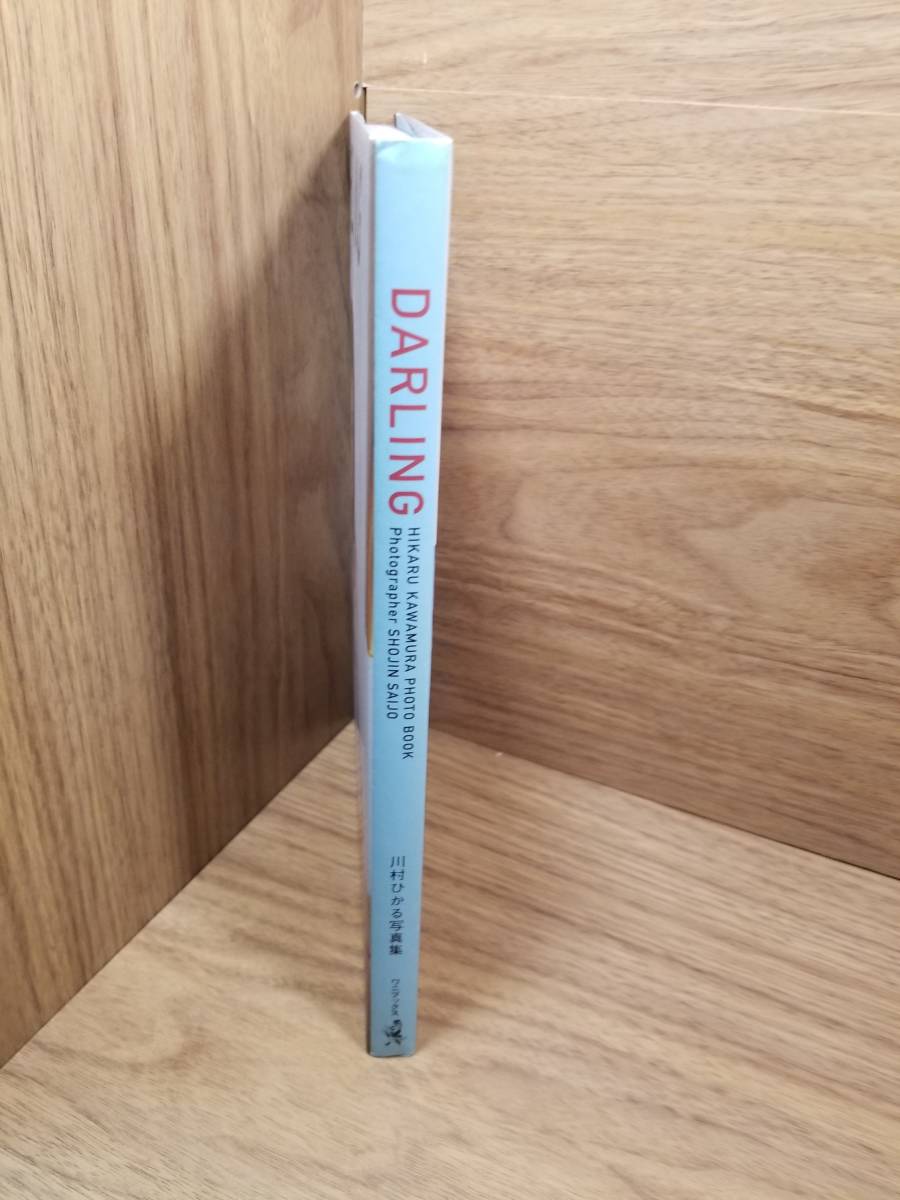 DARLING
HIKARU KAWAMURA PHOTO BOOK
Photographer SHOJIN SAIJO
川村ひかる写真集